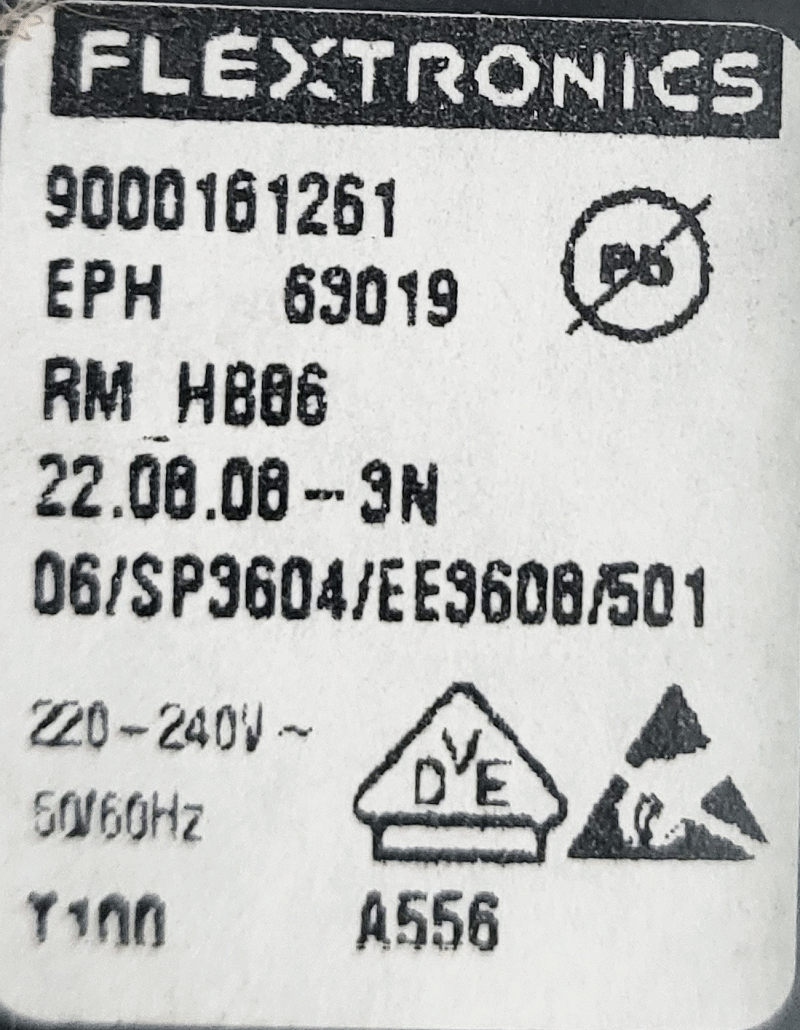 FLEXTRONICS
9000161261
Pb
EPH 69019
RM HB86
22.08.08-3N
06/SP3604/EE3608/501
220-240V~
50/60Hz
DVE
T100
A556